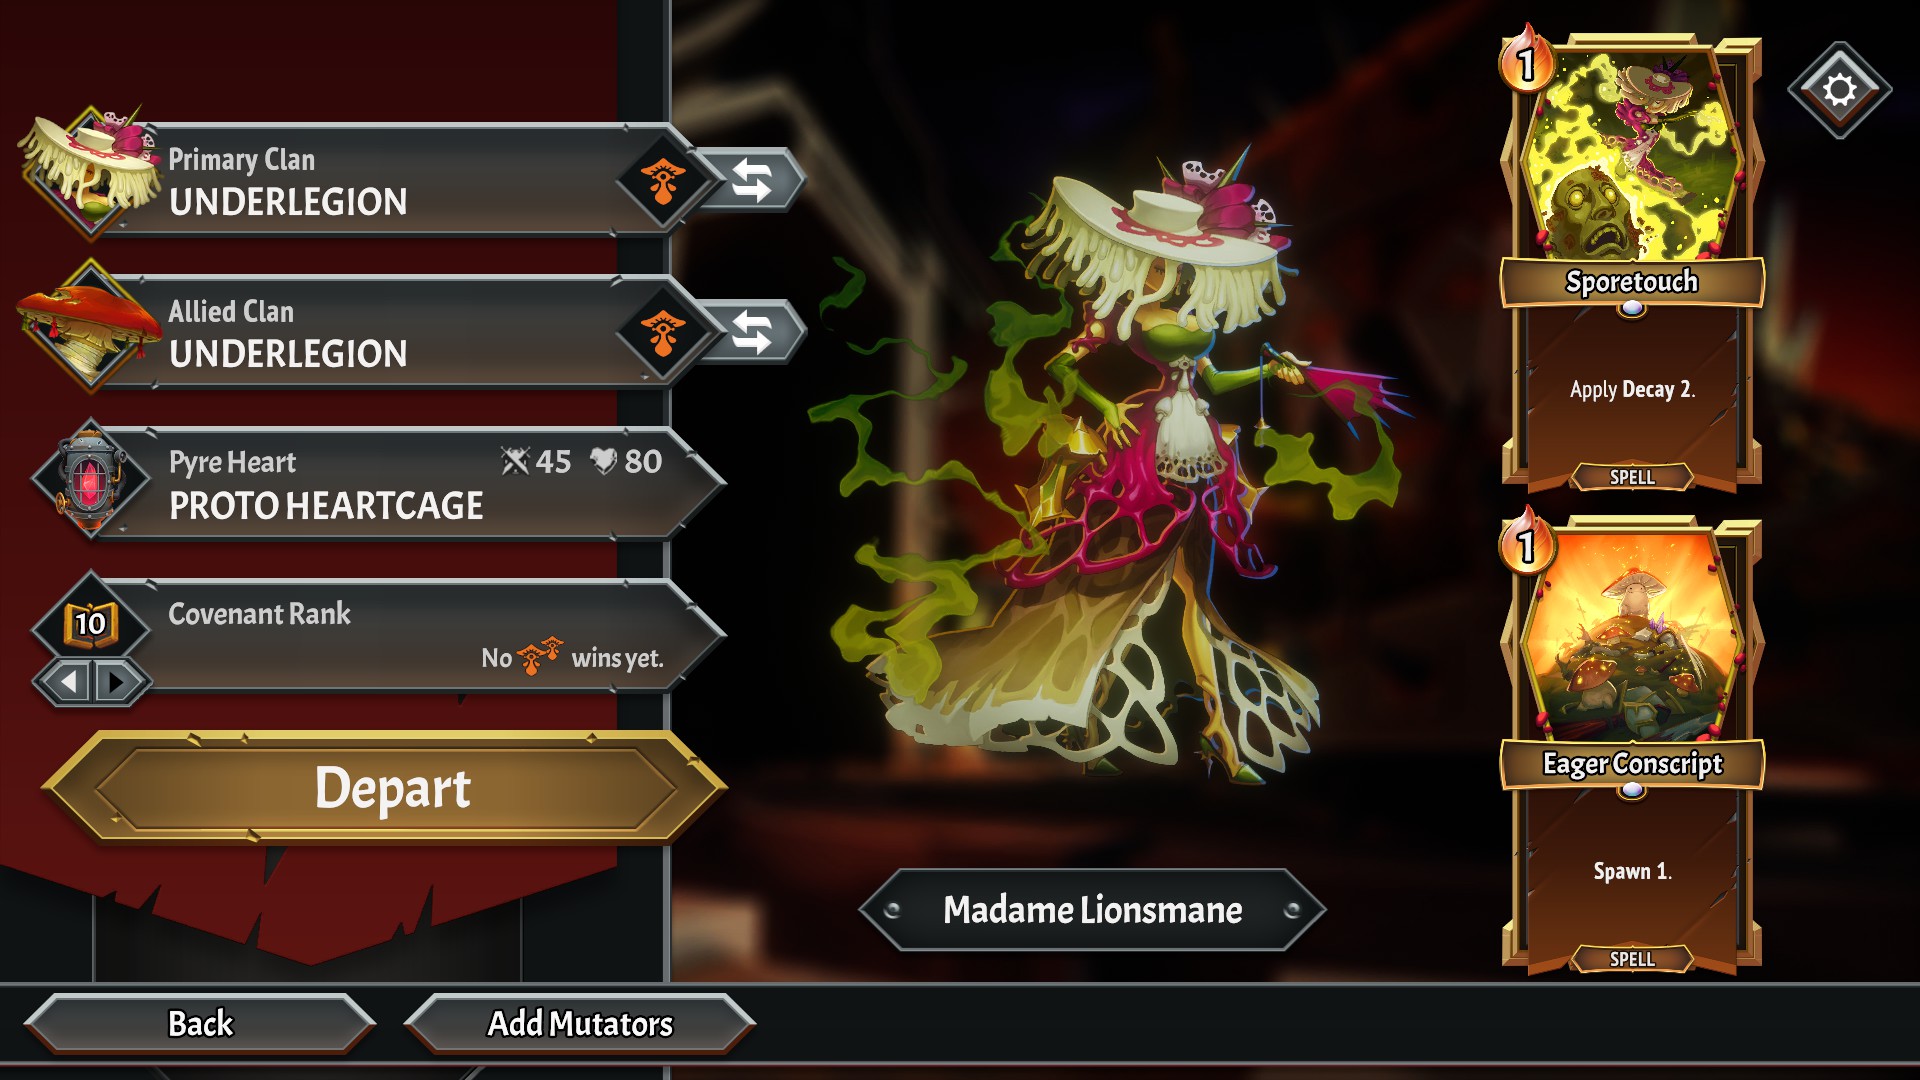 Primary Clan
UNDERLEGION
Allied Clan
UNDERLEGION
Pyre Heart 45 80
PROTO HEARTCAGE
10 Covenant Rank
No wins yet.
Depart
Back
Add Mutators
Madame Lionsmane
1
Sporetouch
Apply Decay 2.
SPELL
1
Eager Conscript
Spawn 1.
SPELL